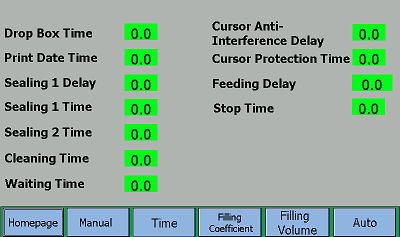 Drop Box Time 0.0
Print Date Time 0.0
Sealing 1 Delay 0.0
Sealing 1 Time 0.0
Sealing 2 Time 0.0
Cleaning Time 0.0
Waiting Time 0.0
Cursor Anti-
Interference Delay 0.0
Cursor Protection Time 0.0
Feeding Delay 0.0
Stop Time 0.0
Homepage
Manual
Time
Filling
Coefficient
Filling
Volume
Auto